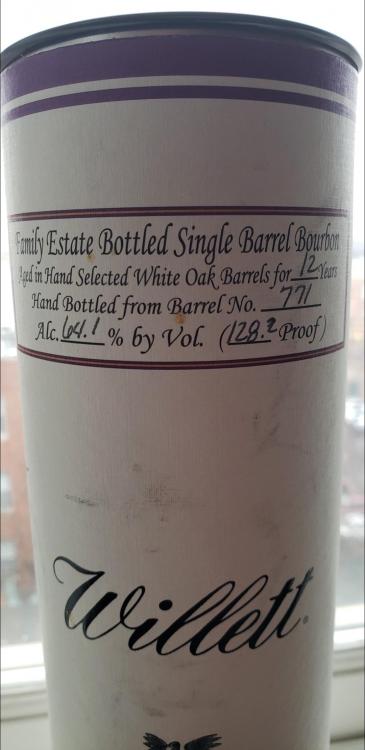 Family Estate Bottled Single Barrel Bourbon
Aged in Hand Selected White Oak Barrels for 12 Years
Hand Bottled from Barrel No. 771
Alc. 64.1 % by Vol. (128.2 Proof)
Willett®